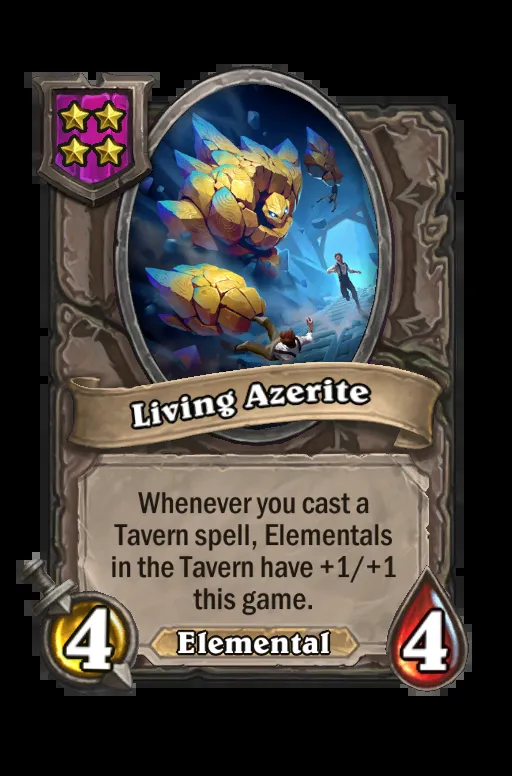 Living Azerite
Whenever you cast a
Tavern spell, Elementals
in the Tavern have +1/+1
this game.
4
Elemental
4